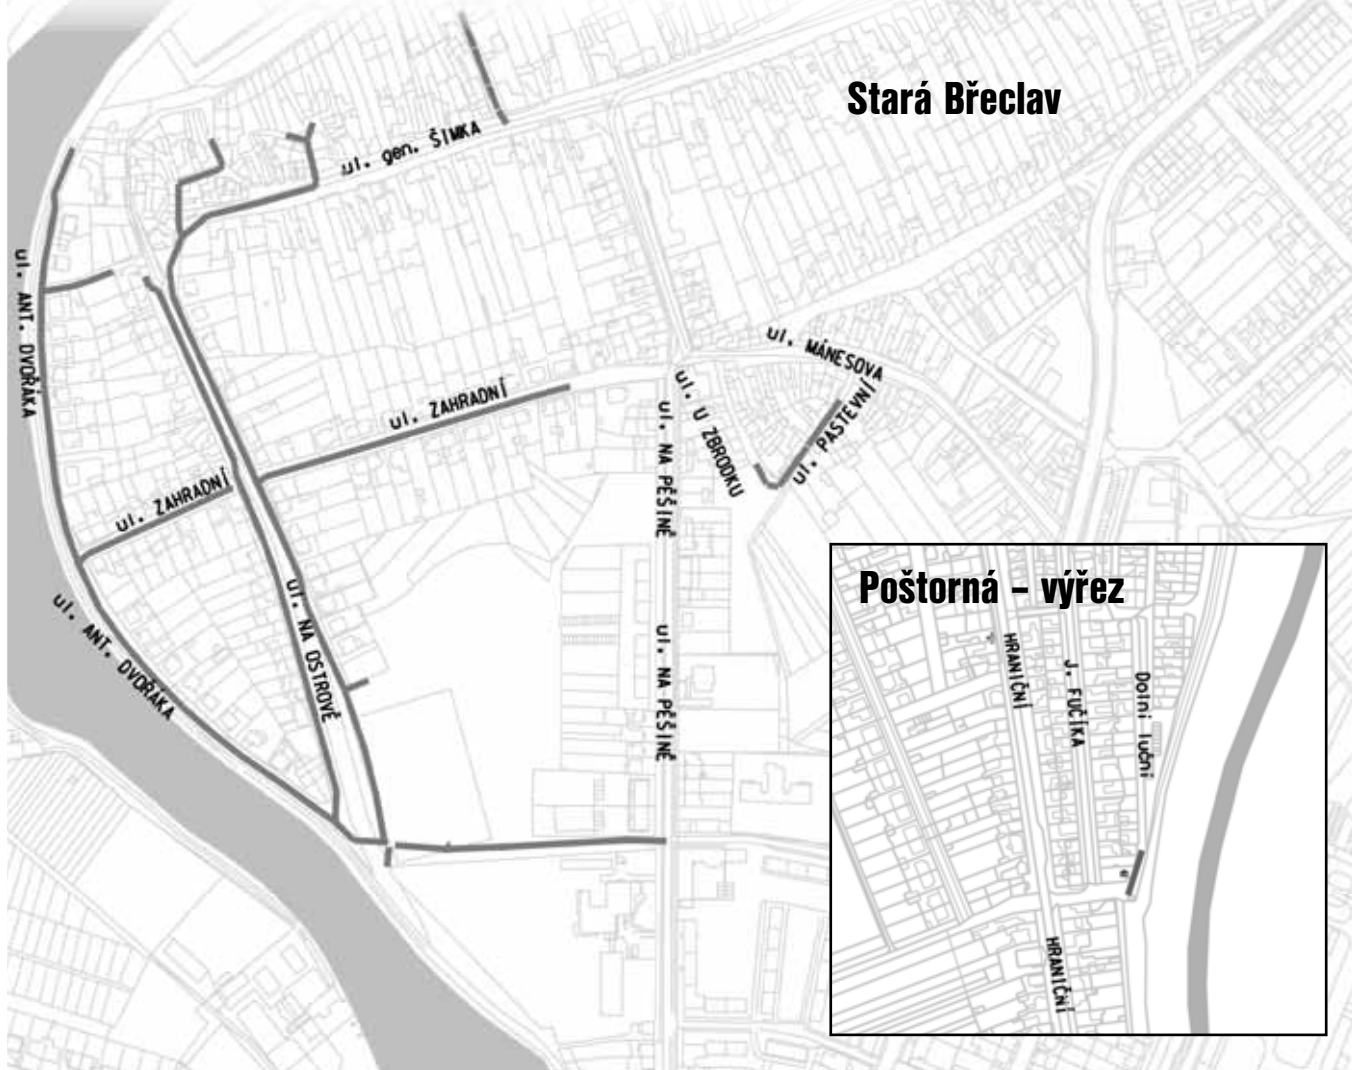 Stará Břeclav
ul. gen. ŠIMKA
ul. ANT. DVOŘÁKA
ul. MÁNESOVA
ul. ZAHRADNÍ
ul. U ZBRODKU
ul. PASTEVNÍ
ul. NA PĚŠINĚ
ul. ZAHRADNÍ
ul. NA OSTROVĚ
ul. ANT. DVOŘÁKA
ul. NA PĚŠINĚ
Poštorná – výřez
HRANIČNÍ
J. FUČÍKA
Dolní luční
HRANIČNÍ